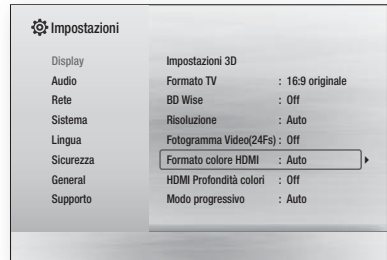 Impostazioni
Display
Audio
Rete
Sistema
Lingua
Sicurezza
General
Supporto
Impostazioni 3D
Formato TV : 16:9 originale
BD Wise : Off
Risoluzione : Auto
Fotogramma Video(24Fs) : Off
Formato colore HDMI : Auto
HDMI Profondità colori : Off
Modo progressivo : Auto